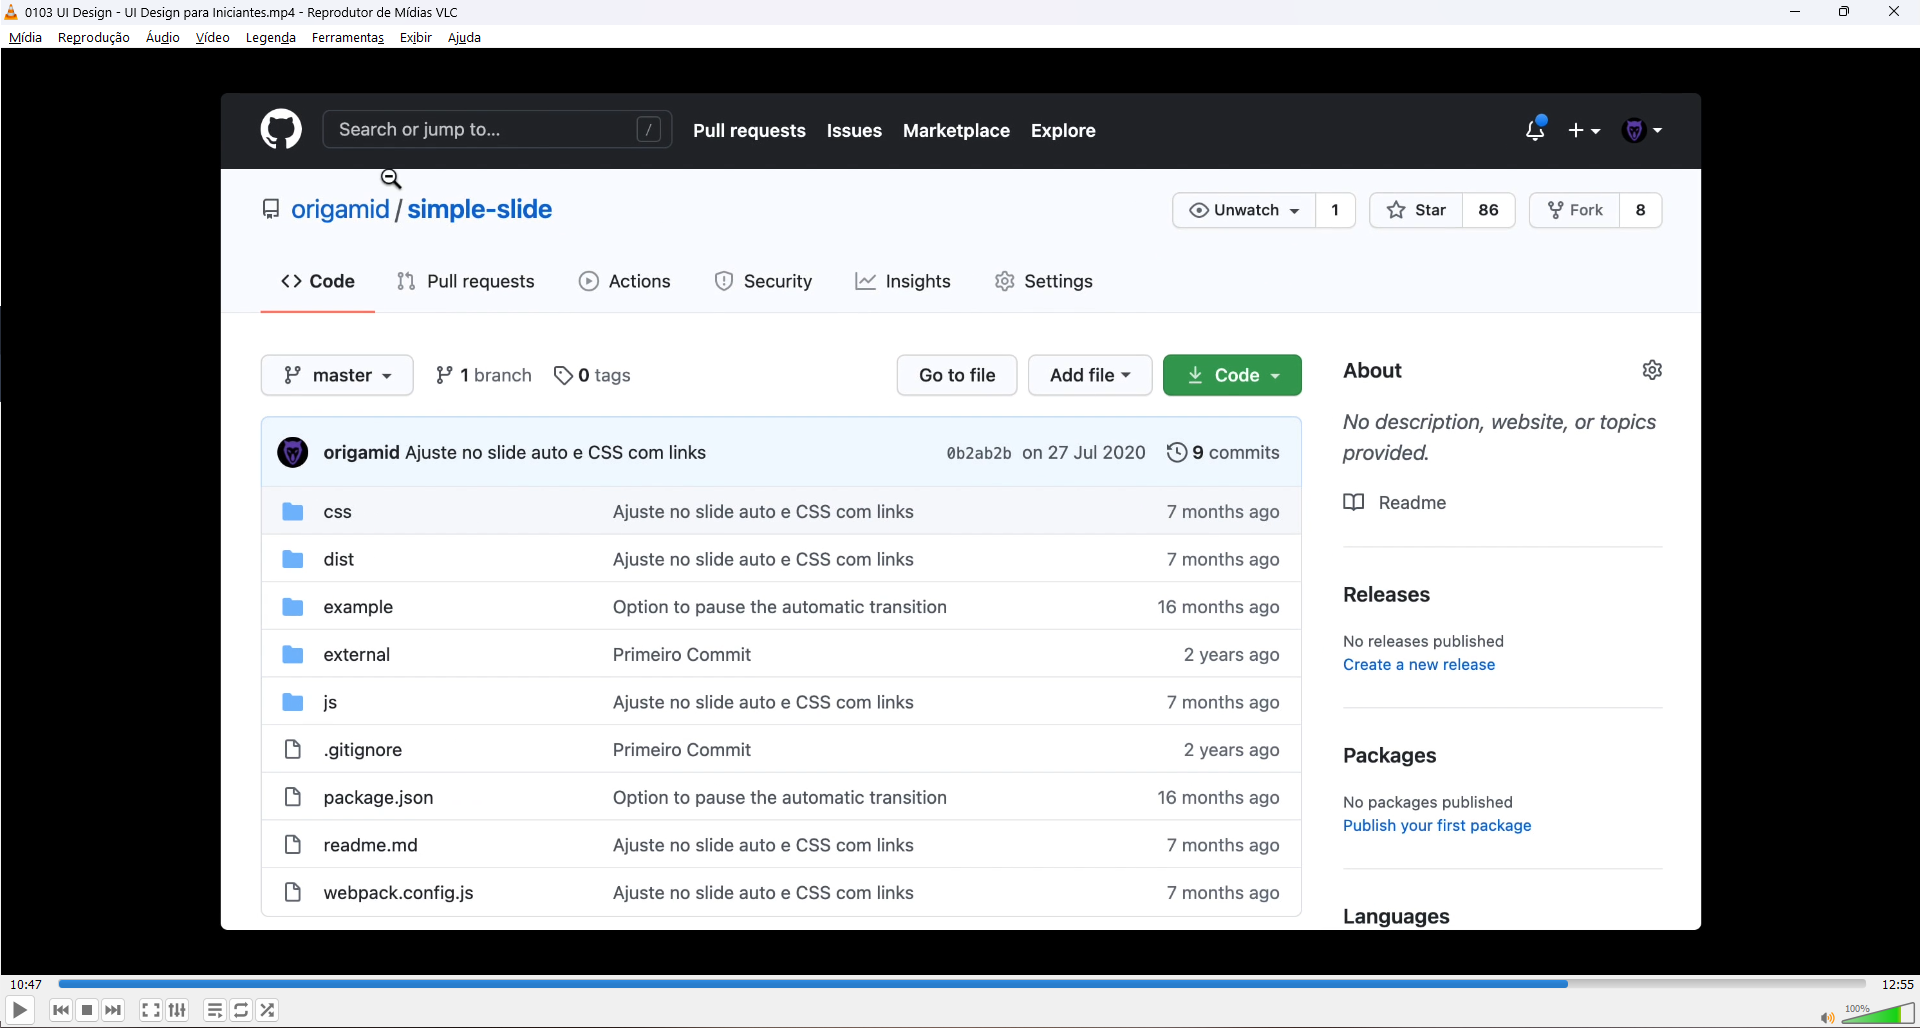 0103 UI Design - UI Design para Iniciantes.mp4 - Reprodutor de Mídias VLC
Mídia Reprodução Áudio Vídeo Legenda Ferramentas Exibir Ajuda
Search or jump to... / Pull requests Issues Marketplace Explore
origamid / simple-slide Unwatch 1 Star 86 Fork 8
Code Pull requests Actions Security Insights Settings
master 1 branch 0 tags Go to file Add file Code
About
No description, website, or topics
provided.
Readme
origamid Ajuste no slide auto e CSS com links 0b2ab2b on 27 Jul 2020 9 commits
css Ajuste no slide auto e CSS com links 7 months ago
dist Ajuste no slide auto e CSS com links 7 months ago
example Option to pause the automatic transition 16 months ago
external Primeiro Commit 2 years ago
js Ajuste no slide auto e CSS com links 7 months ago
.gitignore Primeiro Commit 2 years ago
package.json Option to pause the automatic transition 16 months ago
readme.md Ajuste no slide auto e CSS com links 7 months ago
webpack.config.js Ajuste no slide auto e CSS com links 7 months ago
Releases
No releases published
Create a new release
Packages
No packages published
Publish your first package
Languages
10:47 12:55
100%